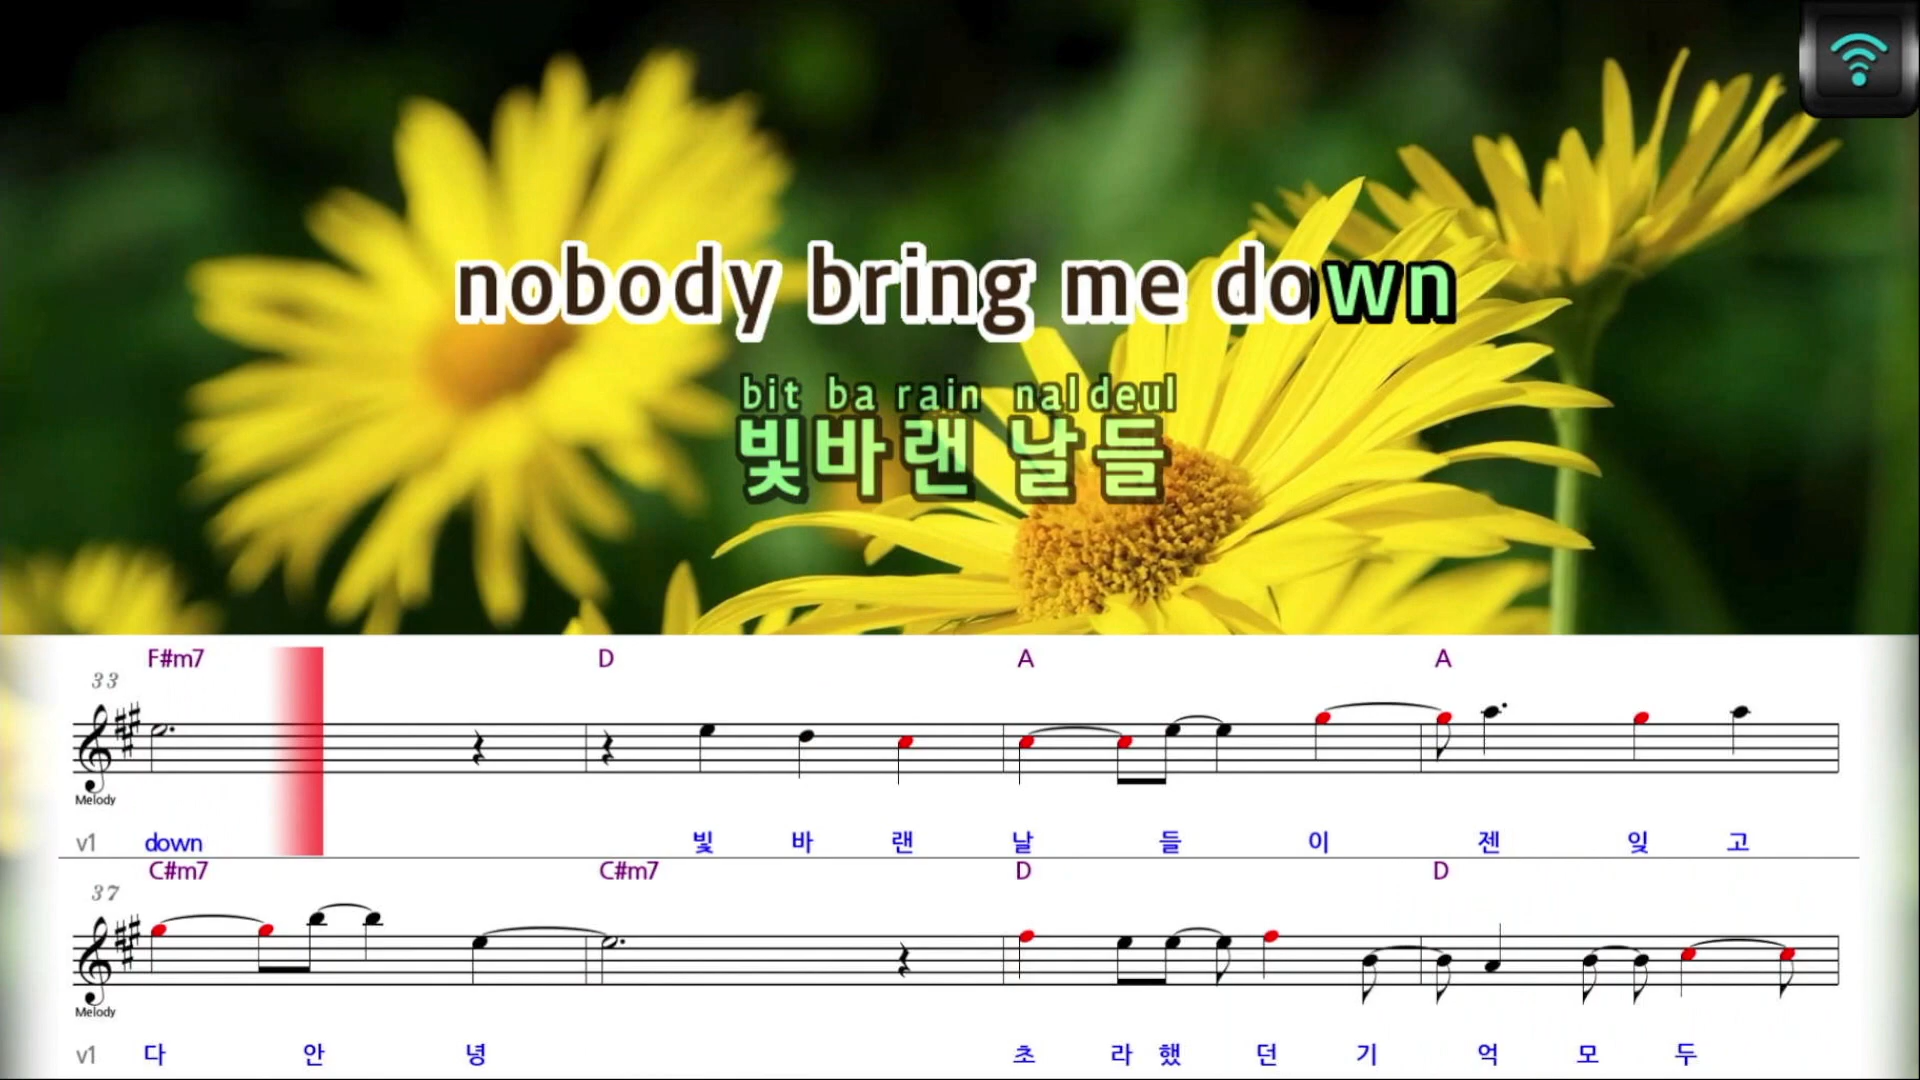 nobody bring me down
bit ba rain nal deul
빛바랜 날들
F#m7 D A A
33
Melody
v1 down 빛 바 랜 날 들 이 젠 잊 고
C#m7 C#m7 D D
37
Melody
v1 다 안 녕 초 라 했 던 기 억 모 두